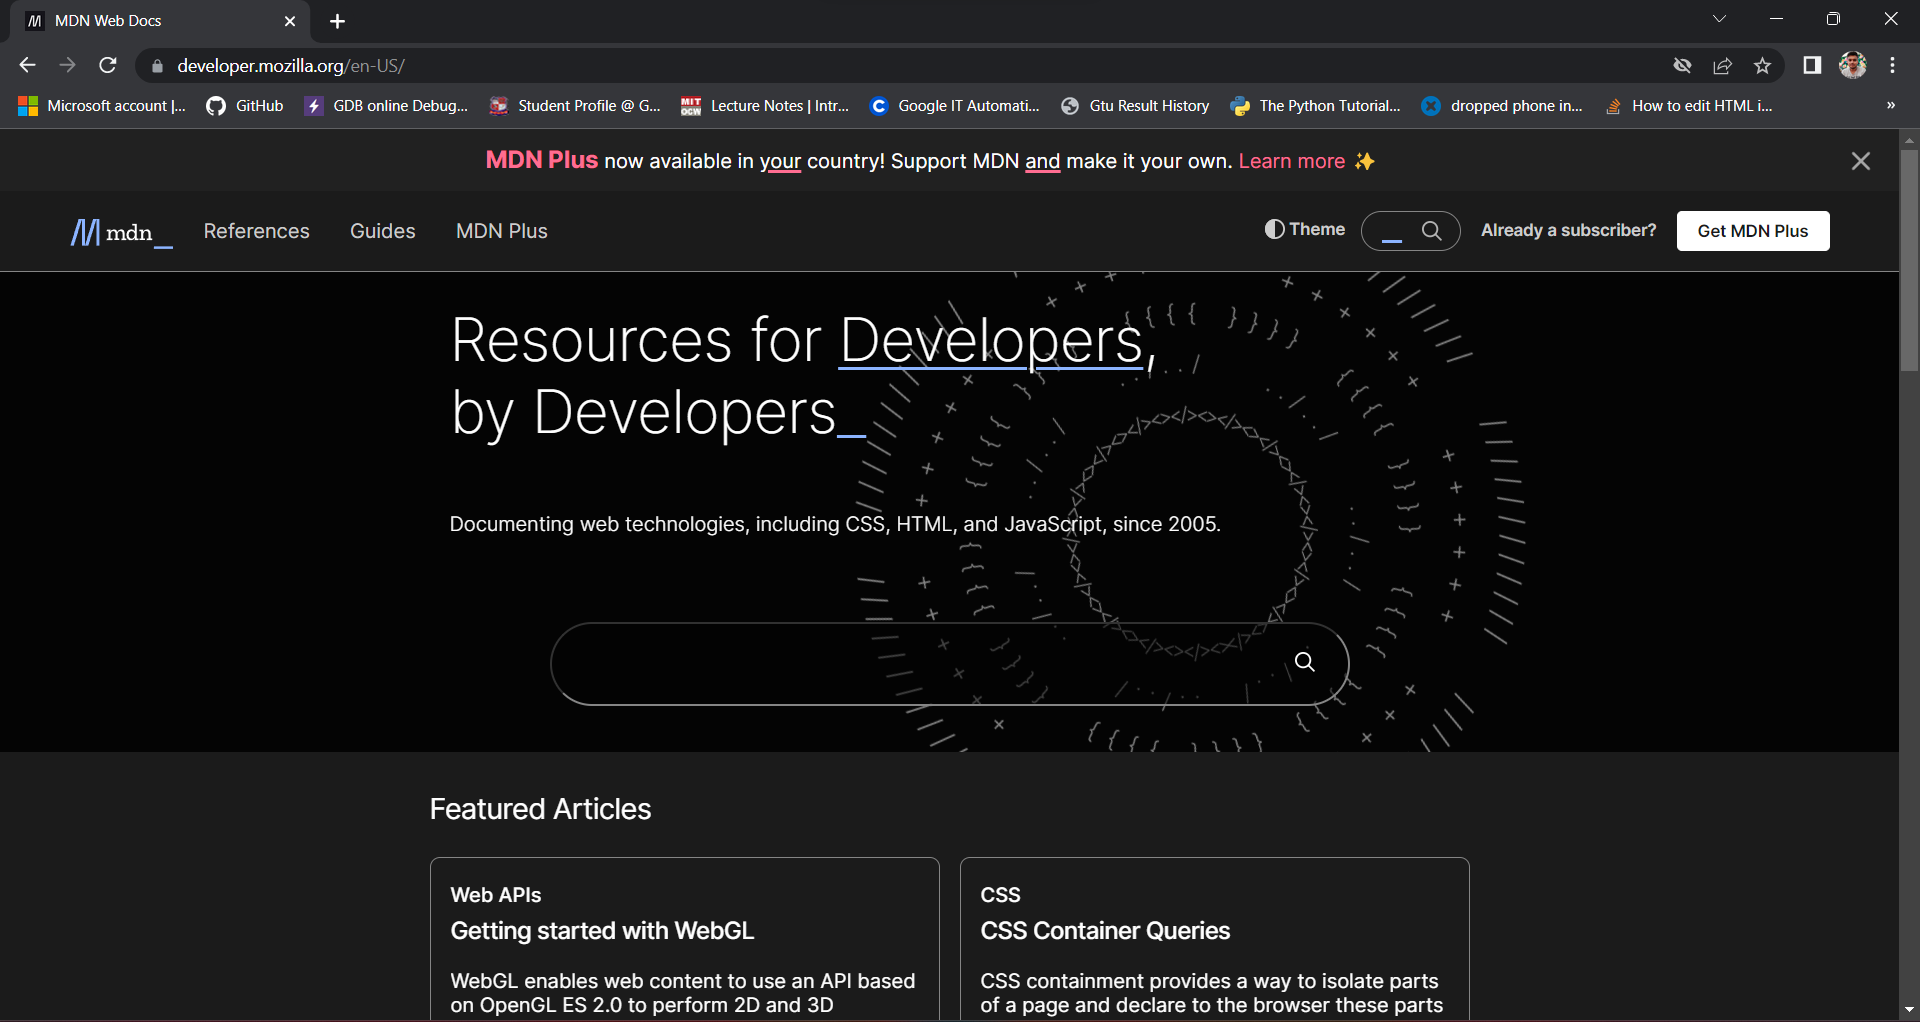 MDN Web Docs
developer.mozilla.org/en-US/
Microsoft account |... GitHub GDB online Debug... Student Profile @ G... Lecture Notes | Intr... Google IT Automati... Gtu Result History The Python Tutorial... dropped phone in... How to edit HTML i... »
MDN Plus now available in your country! Support MDN and make it your own. Learn more ✨
mdn_ References Guides MDN Plus Theme _ Already a subscriber? Get MDN Plus
Resources for Developers,
by Developers_
Documenting web technologies, including CSS, HTML, and JavaScript, since 2005.
Featured Articles
Web APIs
Getting started with WebGL
WebGL enables web content to use an API based
on OpenGL ES 2.0 to perform 2D and 3D
CSS
CSS Container Queries
CSS containment provides a way to isolate parts
of a page and declare to the browser these parts